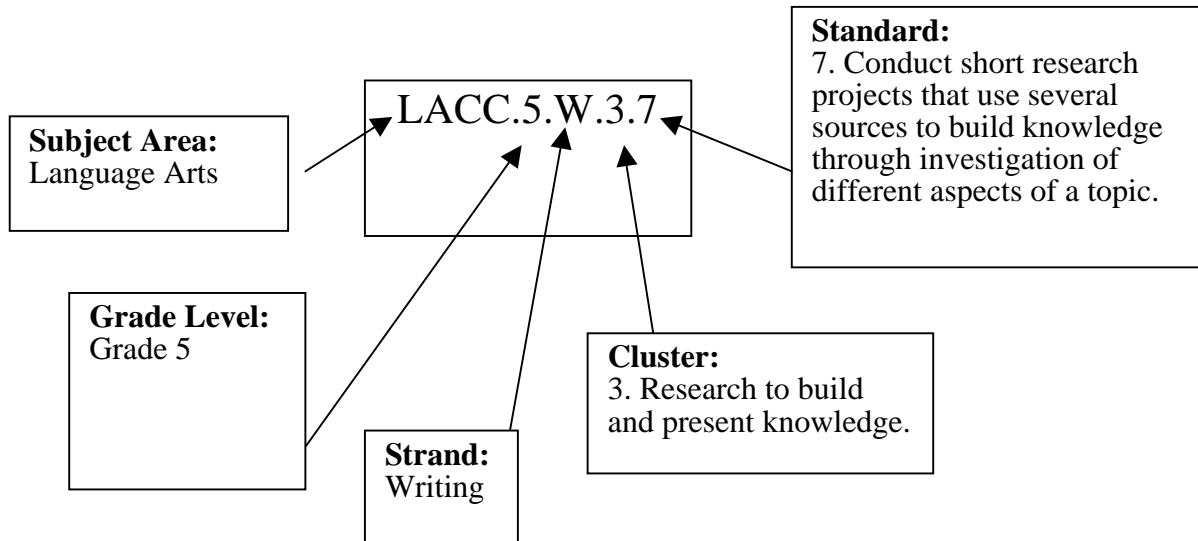 LACC.5.W.3.7
Subject Area:
Language Arts
Grade Level:
Grade 5
Strand:
Writing
Cluster:
3. Research to build
and present knowledge.
Standard:
7. Conduct short research
projects that use several
sources to build knowledge
through investigation of
different aspects of a topic.